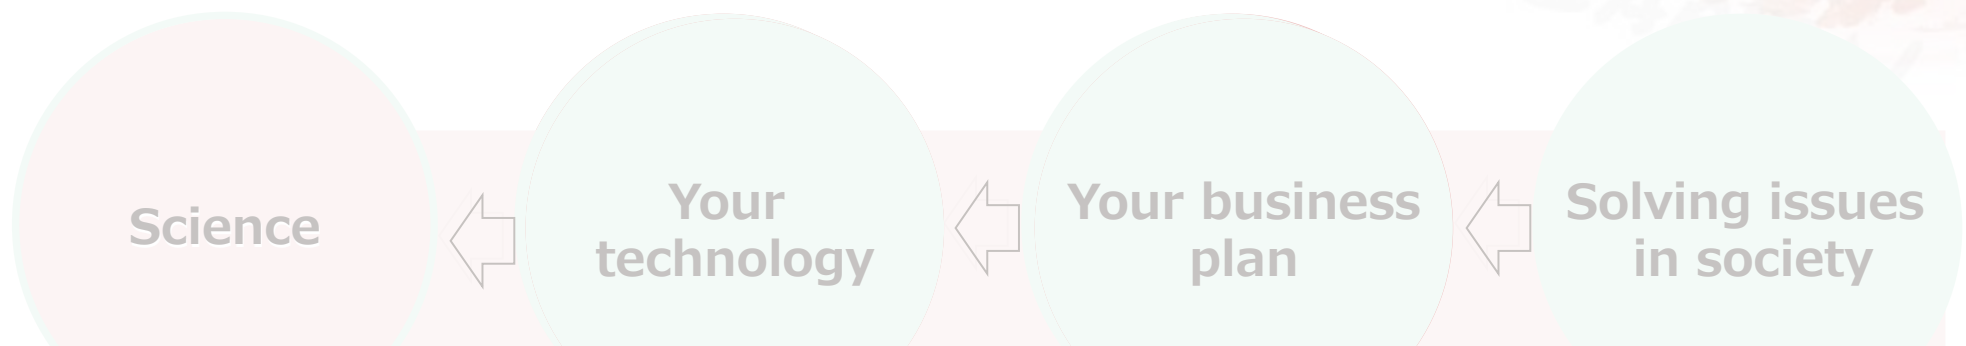 Science
Your
technology
Your business
plan
Solving issues
in society